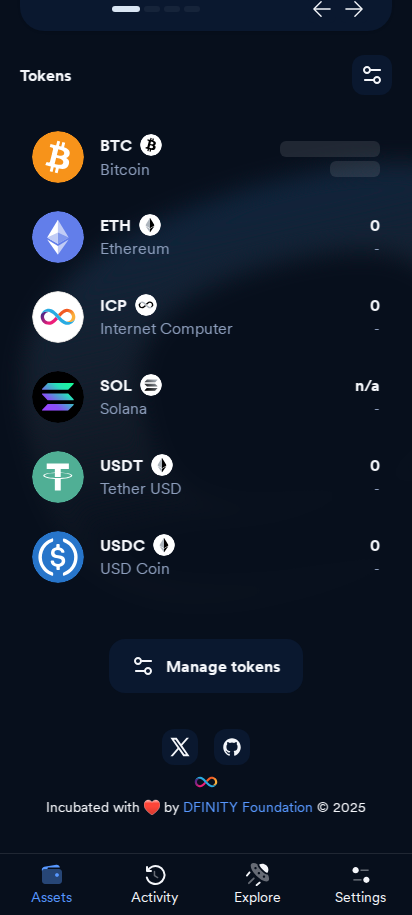 Tokens
BTC
Bitcoin
ETH 0
Ethereum -
ICP 0
Internet Computer -
SOL n/a
Solana -
USDT 0
Tether USD -
USDC 0
USD Coin -
Manage tokens
Incubated with ❤️ by DFINITY Foundation © 2025
Assets Activity Explore Settings